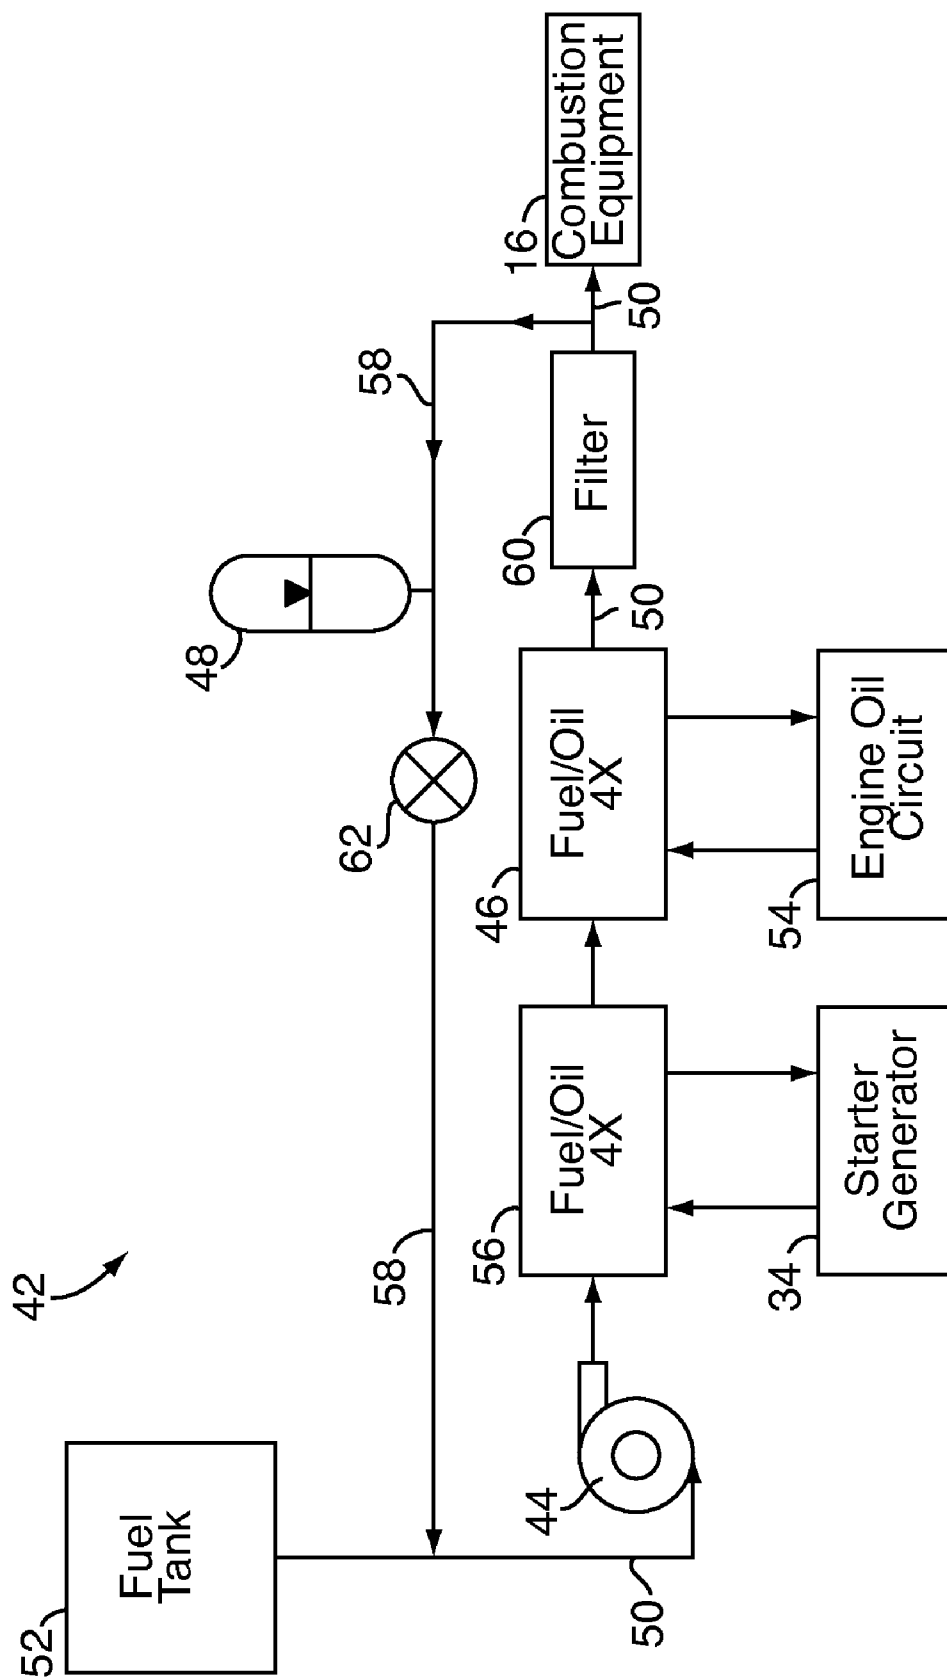 42
52
Fuel
Tank
58
62
48
58
50
44
56
Fuel/Oil
4X
46
Fuel/Oil
4X
50
60
Filter
50
16
Combustion
Equipment
34
Starter
Generator
54
Engine Oil
Circuit